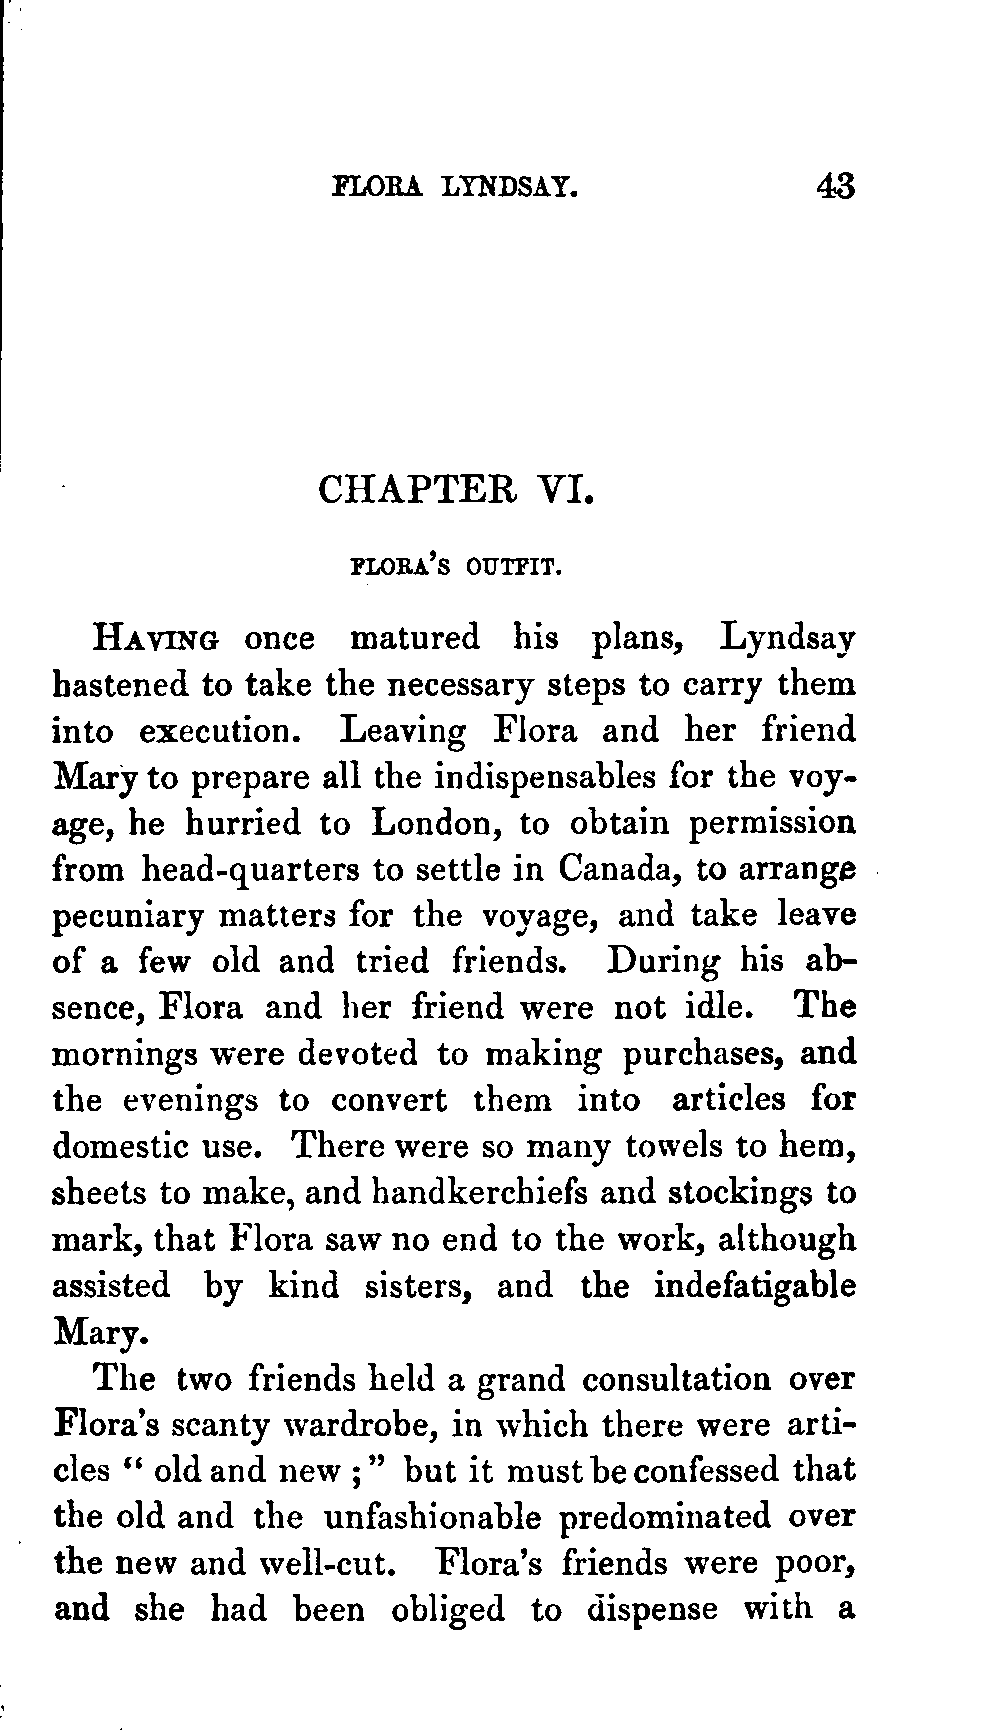 FLORA LYNDSAY. 43
CHAPTER VI.
FLORA'S OUTFIT.
HAVING once matured his plans, Lyndsay
hastened to take the necessary steps to carry them
into execution. Leaving Flora and her friend
Mary to prepare all the indispensables for the voy-
age, he hurried to London, to obtain permission
from head-quarters to settle in Canada, to arrange
pecuniary matters for the voyage, and take leave
of a few old and tried friends. During his ab-
sence, Flora and her friend were not idle. The
mornings were devoted to making purchases, and
the evenings to convert them into articles for
domestic use. There were so many towels to hem,
sheets to make, and handkerchiefs and stockings to
mark, that Flora saw no end to the work, although
assisted by kind sisters, and the indefatigable
Mary.
The two friends held a grand consultation over
Flora's scanty wardrobe, in which there were arti-
cles “ old and new ;” but it must be confessed that
the old and the unfashionable predominated over
the new and well-cut. Flora's friends were poor,
and she had been obliged to dispense with a